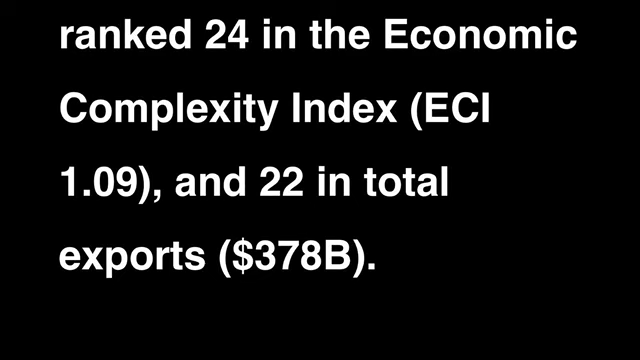 ranked 24 in the Economic
Complexity Index (ECI
1.09), and 22 in total
exports ($378B).